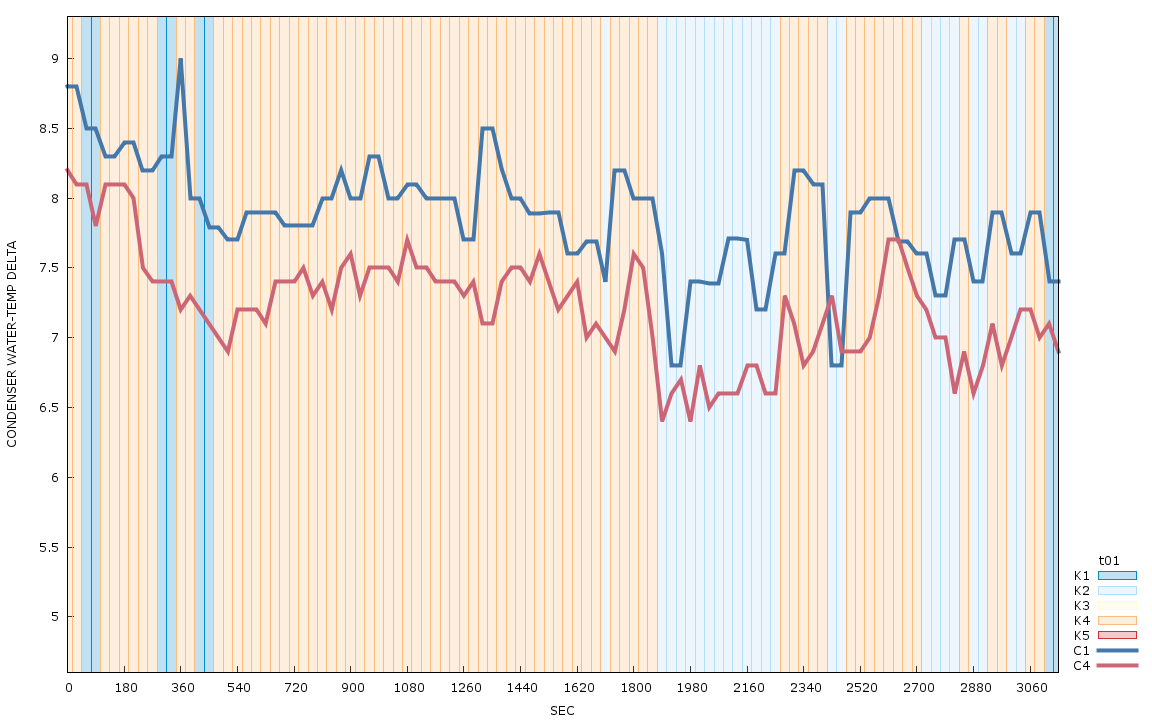 CONDENSER WATER-TEMP DELTA
9
8.5
8
7.5
7
6.5
6
5.5
5
0 180 360 540 720 900 1080 1260 1440 1620 1800 1980 2160 2340 2520 2700 2880 3060
SEC
t01
K1
K2
K3
K4
K5
C1
C4